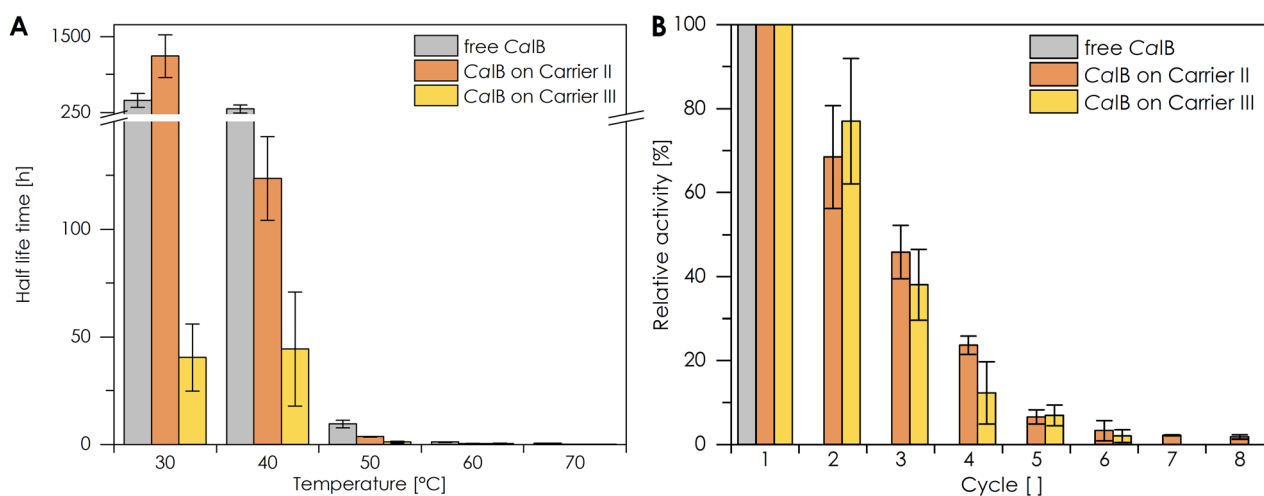 A
Half life time [h]
1500
250
100
50
0
free CalB
CalB on Carrier II
CalB on Carrier III
30 40 50 60 70
Temperature [°C]
B
Relative activity [%]
100
80
60
40
20
0
free CalB
CalB on Carrier II
CalB on Carrier III
1 2 3 4 5 6 7 8
Cycle [ ]